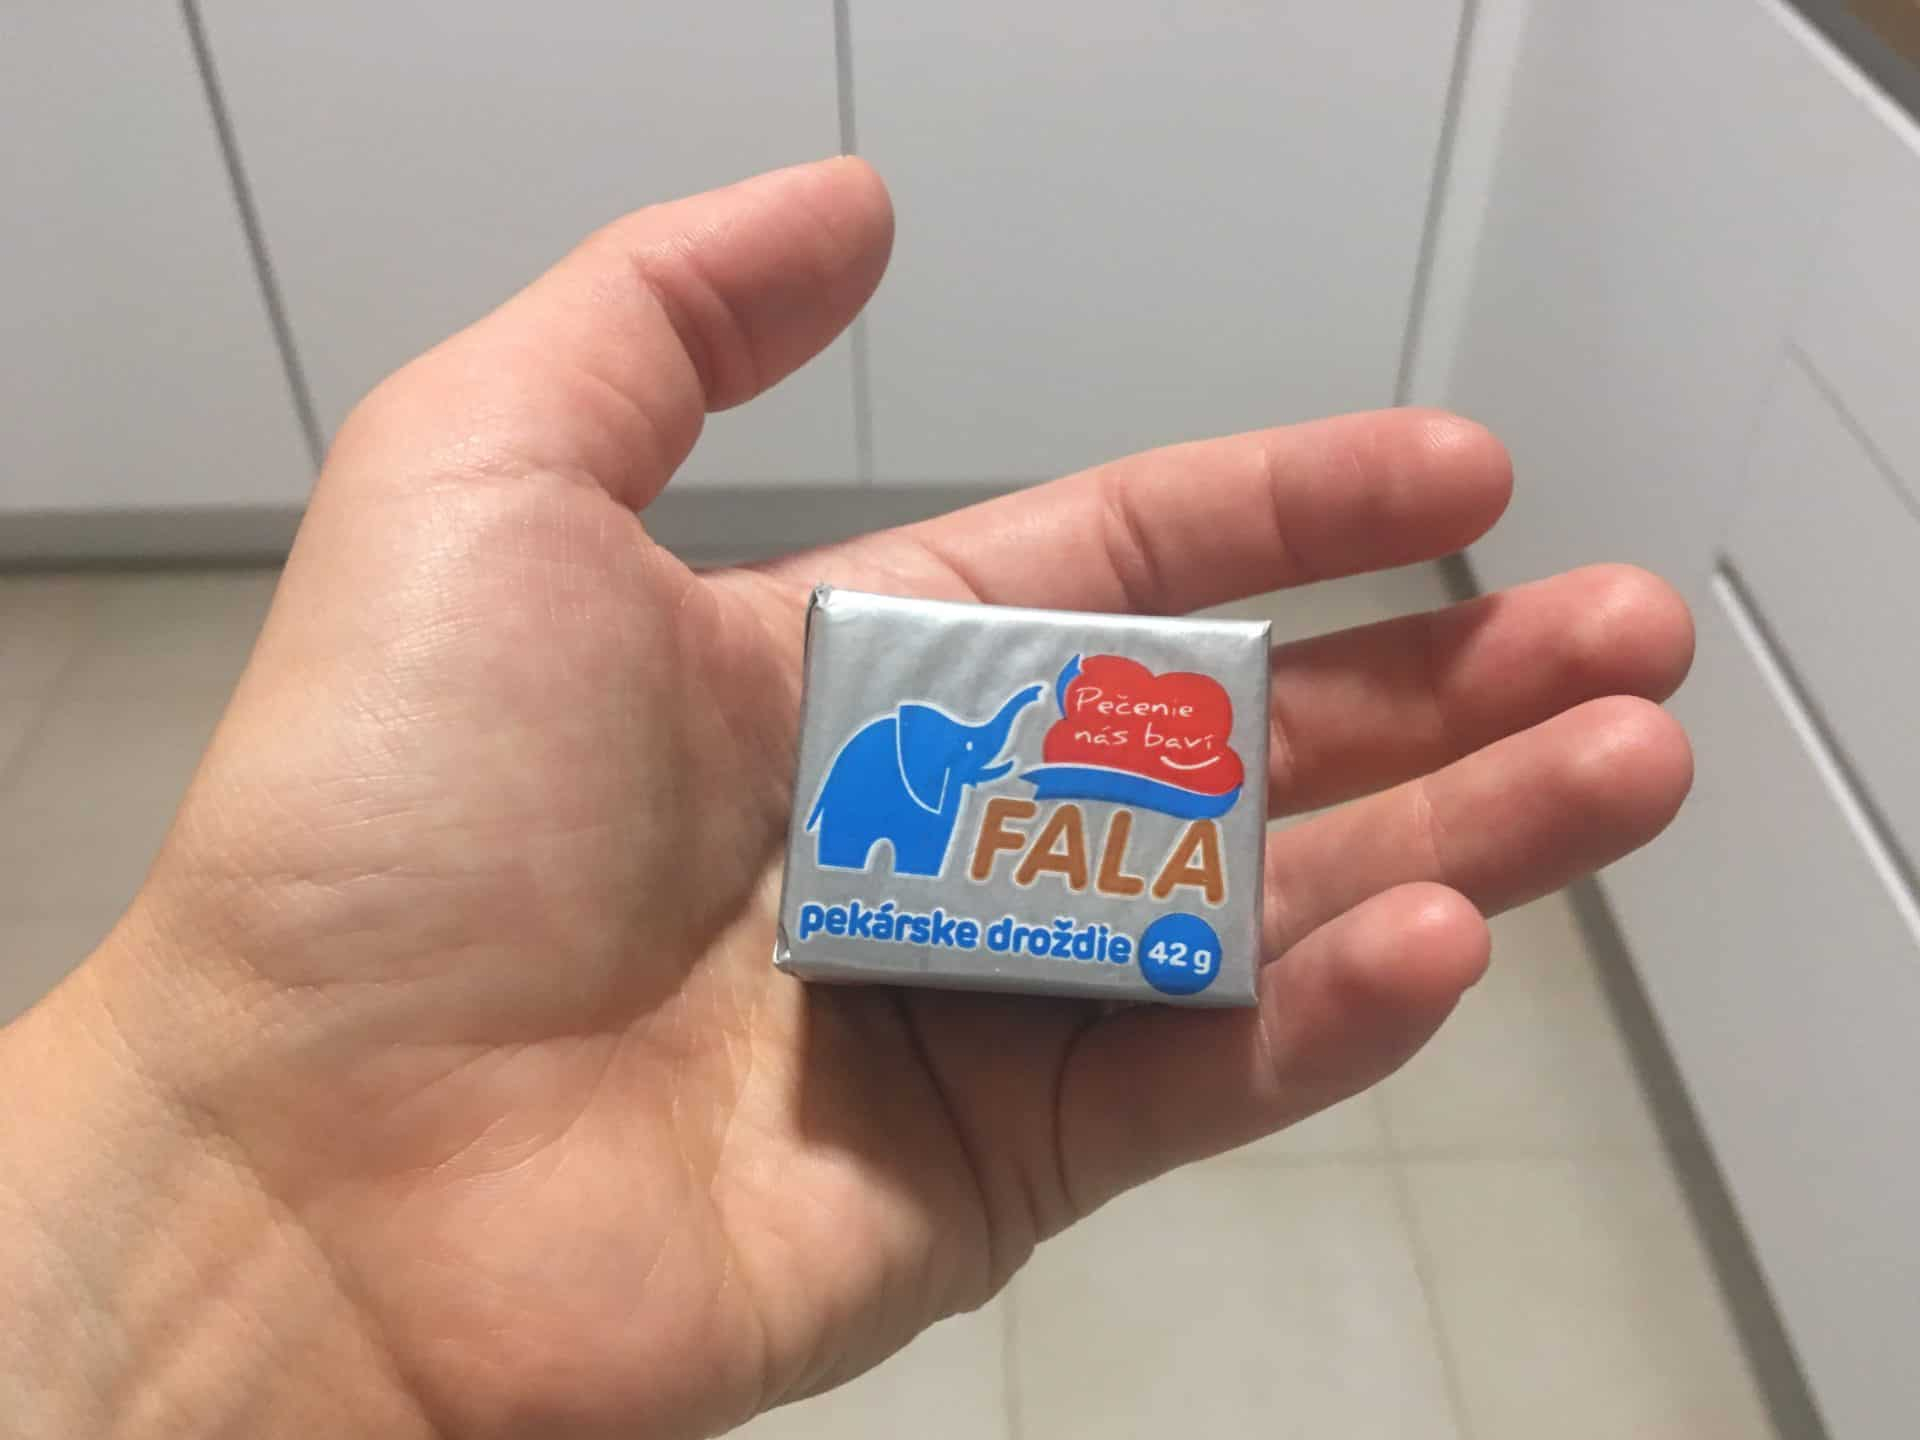 Pečenie
nás baví
FALA
pekárske droždie 42 g